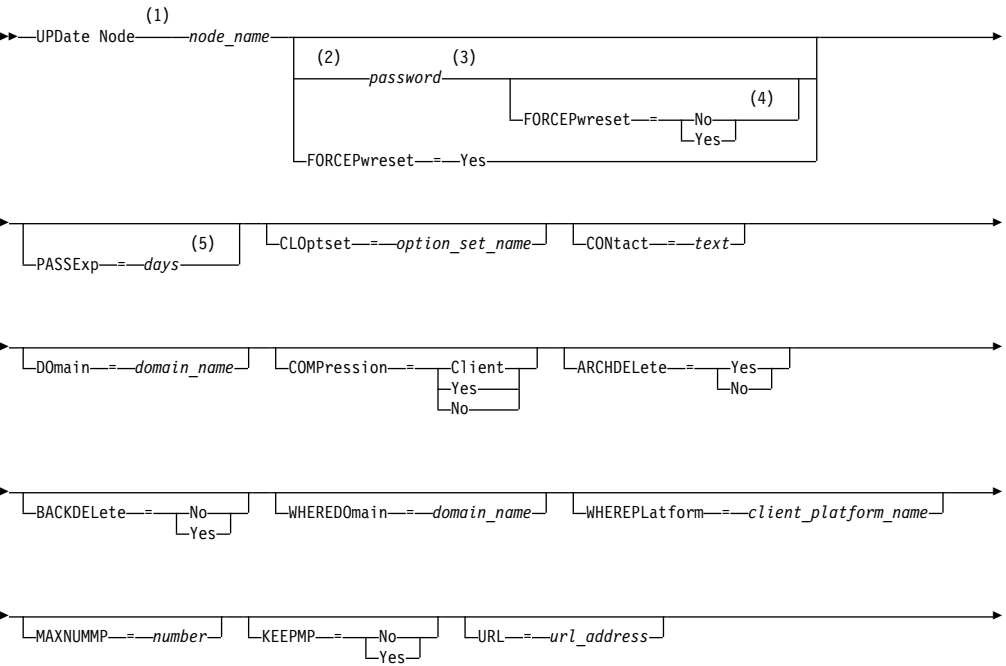 (1)
UPDate Node node_name
(2) password (3)
(4)
FORCEPwreset = No
Yes
FORCEPwreset = Yes
(5)
PASSExp = days
CLOptset = option_set_name
CONtact = text
DOmain = domain_name
COMPression = Client
Yes
No
ARCHDELete = Yes
No
BACKDELete = No
Yes
WHEREDOmain = domain_name
WHEREPLatform = client_platform_name
MAXNUMMP = number
KEEPMP = No
Yes
URL = url_address